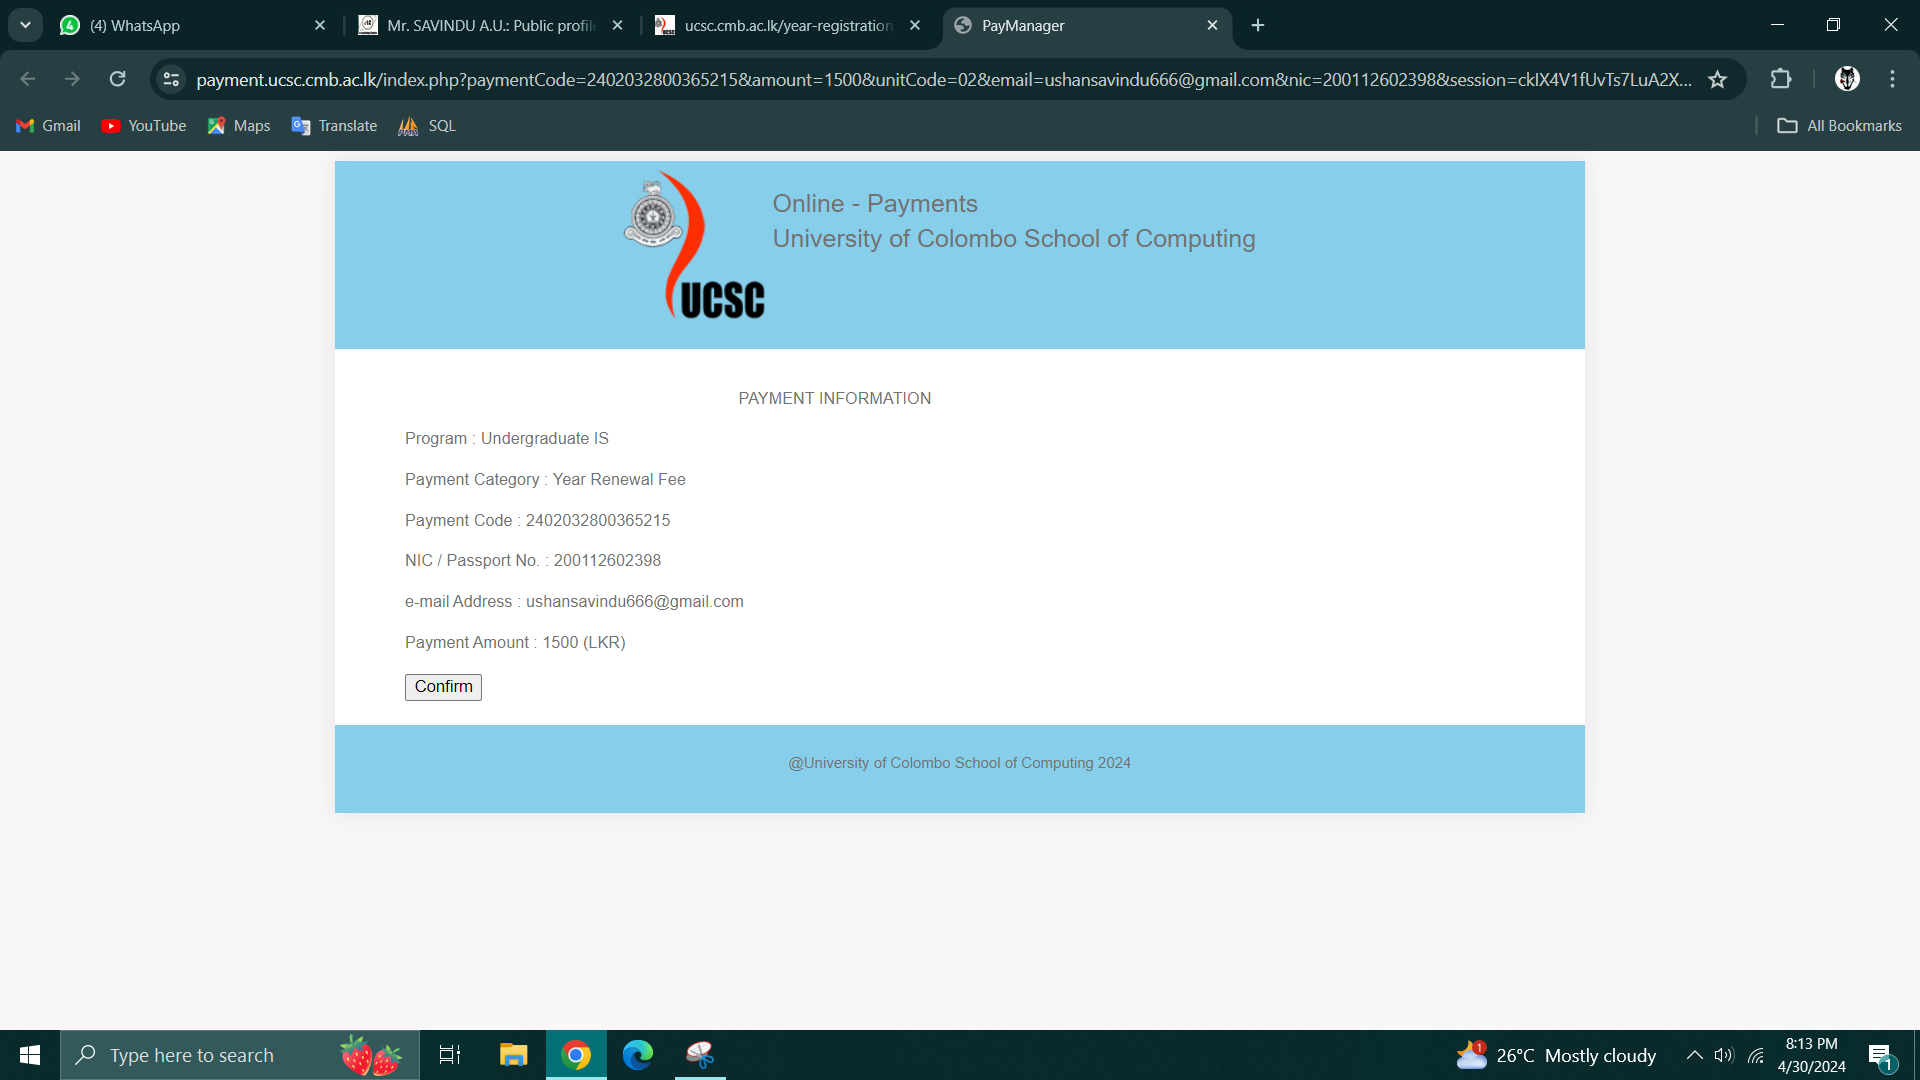 (4) WhatsApp
Mr. SAVINDU A.U.: Public profile
ucsc.cmb.ac.lk/year-registration
PayManager
payment.ucsc.cmb.ac.lk/index.php?paymentCode=2402032800365215&amount=1500&unitCode=02&email=ushansavindu666@gmail.com&nic=200112602398&session=ckIX4V1fUvTs7LuA2X...
Gmail
YouTube
Maps
Translate
SQL
All Bookmarks
Online - Payments
University of Colombo School of Computing
UCSC
PAYMENT INFORMATION
Program : Undergraduate IS
Payment Category : Year Renewal Fee
Payment Code : 2402032800365215
NIC / Passport No. : 200112602398
e-mail Address : ushansavindu666@gmail.com
Payment Amount : 1500 (LKR)
Confirm
@University of Colombo School of Computing 2024
Type here to search
1
26°C Mostly cloudy
8:13 PM
4/30/2024
1